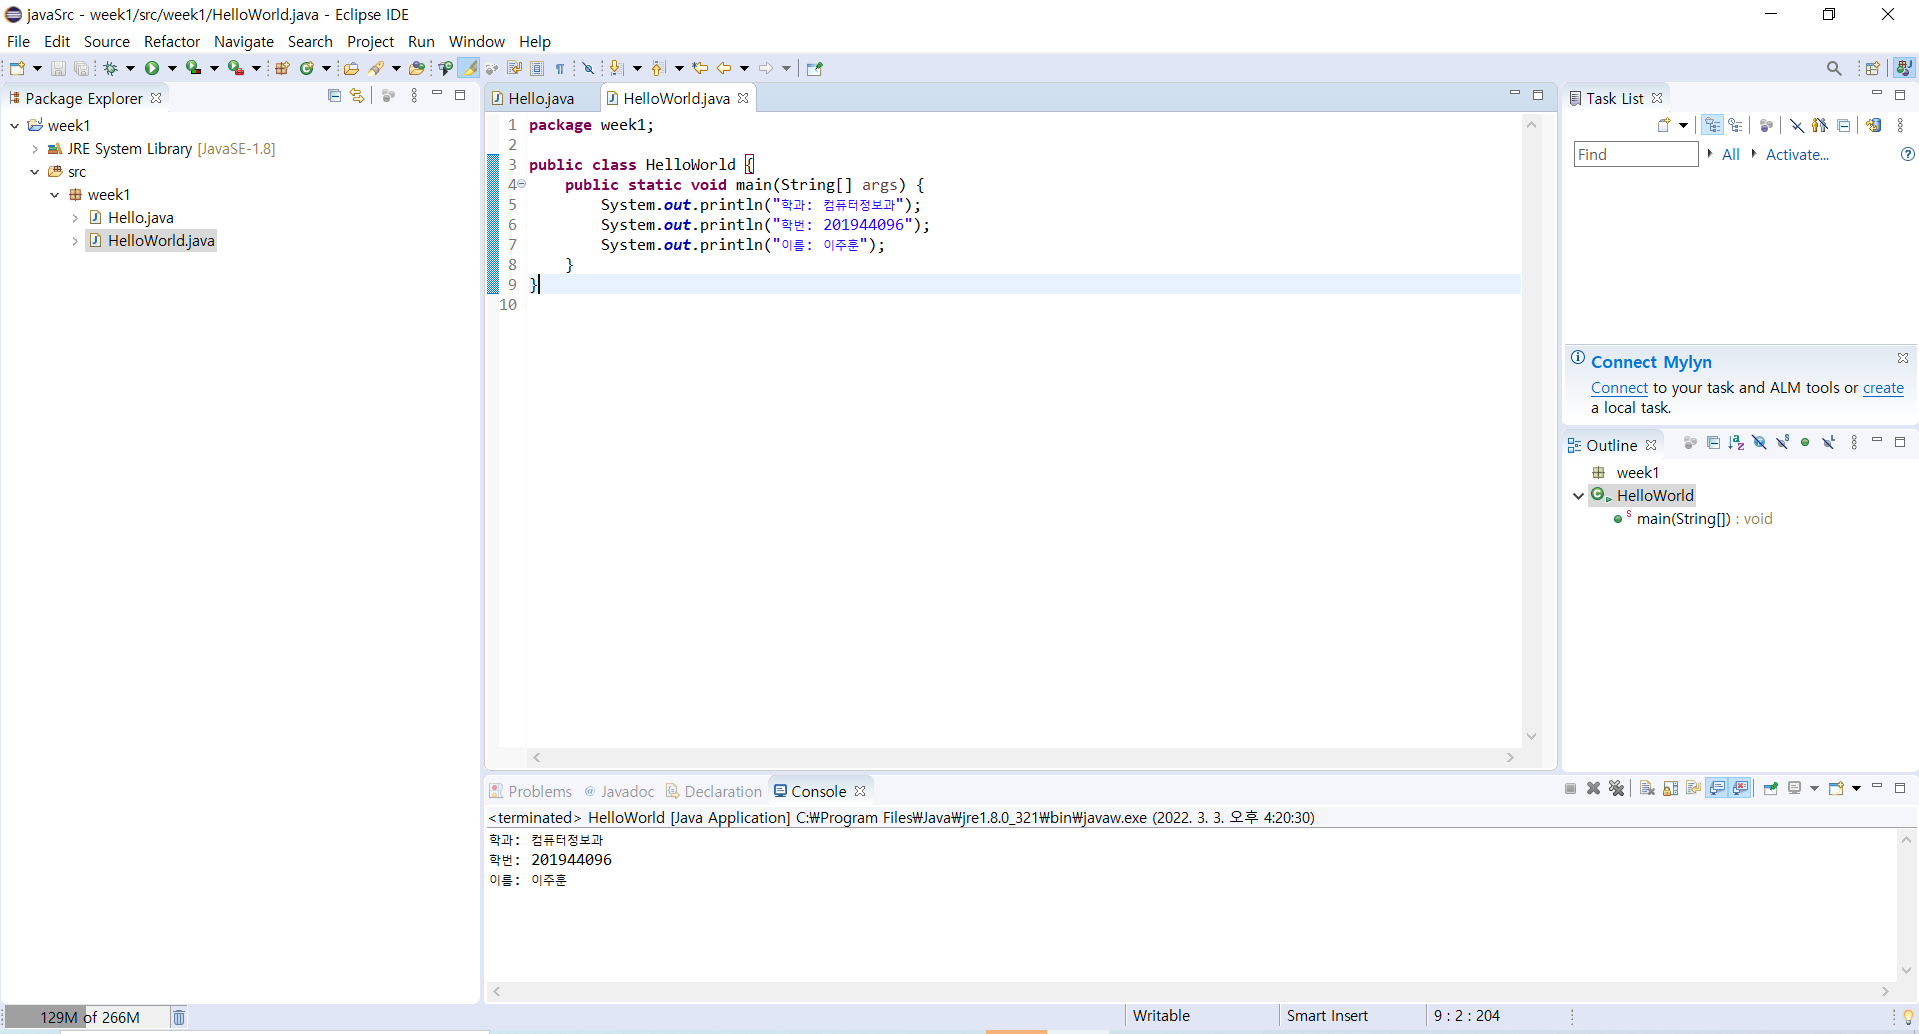 javaSrc - week1/src/week1/HelloWorld.java - Eclipse IDE
File Edit Source Refactor Navigate Search Project Run Window Help
Package Explorer
week1
JRE System Library [JavaSE-1.8]
src
week1
Hello.java
HelloWorld.java
Hello.java HelloWorld.java
1 package week1;
2
3 public class HelloWorld {
4 public static void main(String[] args) {
5 System.out.println("학과: 컴퓨터정보과");
6 System.out.println("학번: 201944096");
7 System.out.println("이름: 이주훈");
8 }
9 }
10
Task List
Find All Activate...
Connect Mylyn
Connect to your task and ALM tools or create
a local task.
Outline
week1
HelloWorld
main(String[]) : void
Problems Javadoc Declaration Console
<terminated> HelloWorld [Java Application] C:₩Program Files₩Java₩jre1.8.0_321₩bin₩javaw.exe (2022. 3. 3. 오후 4:20:30)
학과: 컴퓨터정보과
학번: 201944096
이름: 이주훈
129M of 266M Writable Smart Insert 9 : 2 : 204